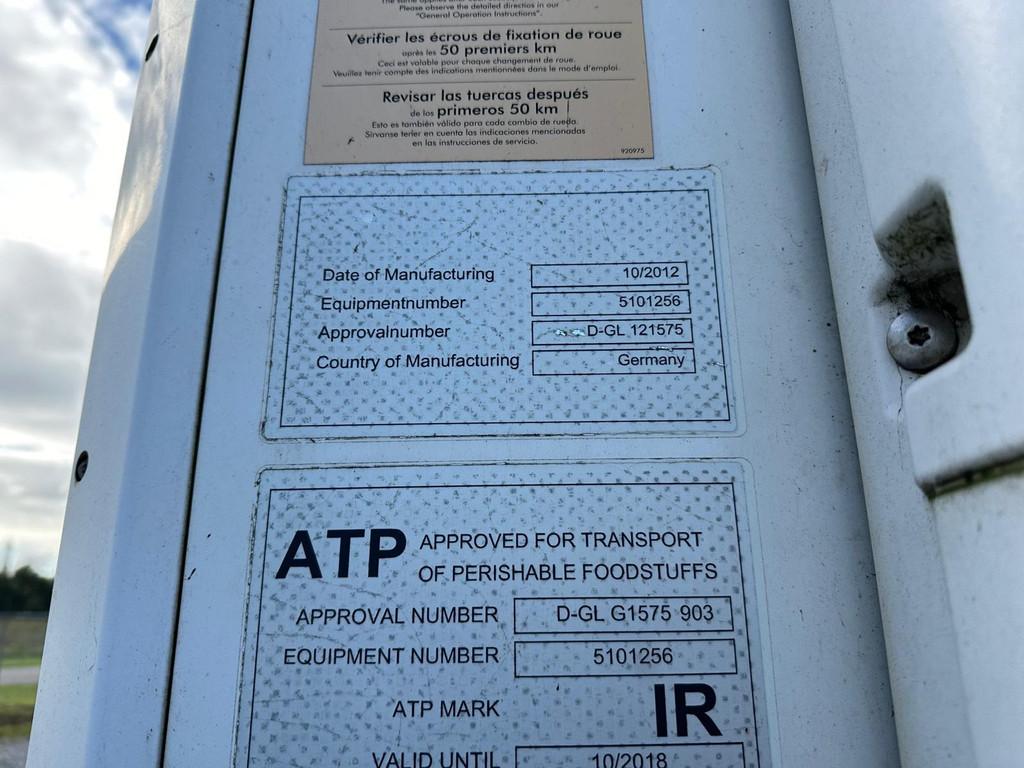 Please observe the detailed directios in our
"General Operation Instructions".
Vérifier les écrous de fixation de roue
après les 50 premiers km
Ceci est valable pour chaque changement de roue.
Veuillez tenir compte des indications mentionnées dans le mode d'emploi.
Revisar las tuercas después
de los primeros 50 km
Esto es también válido para cada cambio de rueda.
Sirvanse tener en cuenta las indicaciones mencionadas
en las instrucciones de servicio.
920975
Date of Manufacturing 10/2012
Equipmentnumber 5101256
Approvalnumber D-GL 121575
Country of Manufacturing Germany
ATP APPROVED FOR TRANSPORT
OF PERISHABLE FOODSTUFFS
APPROVAL NUMBER D-GL G1575 903
EQUIPMENT NUMBER 5101256
ATP MARK IR
VALID UNTIL 10/2018